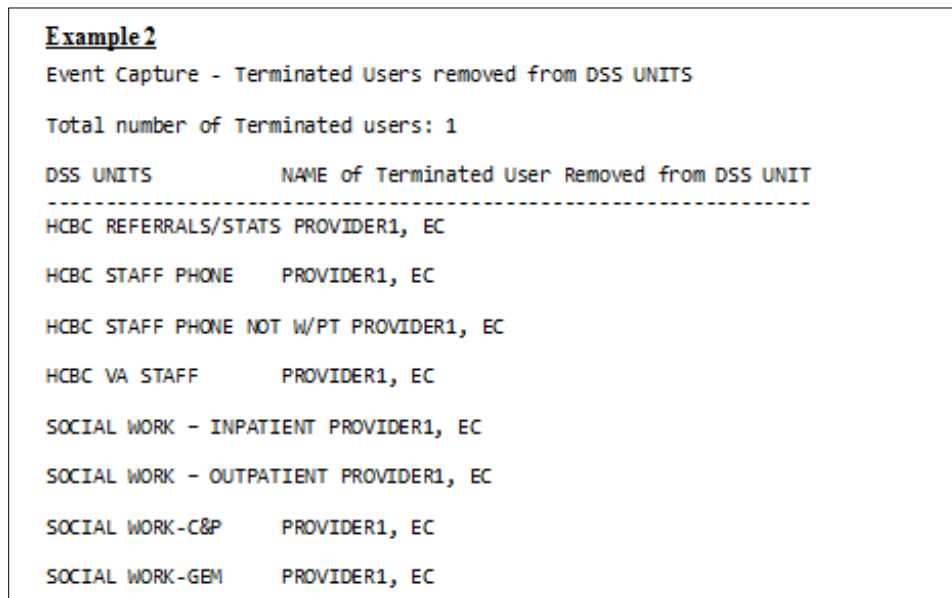 Example 2
Event Capture - Terminated Users removed from DSS UNITS
Total number of Terminated users: 1
DSS UNITS NAME of Terminated User Removed from DSS UNIT
-----------------------------------------------------------------
HCBC REFERRALS/STATS PROVIDER1, EC
HCBC STAFF PHONE PROVIDER1, EC
HCBC STAFF PHONE NOT W/PT PROVIDER1, EC
HCBC VA STAFF PROVIDER1, EC
SOCIAL WORK – INPATIENT PROVIDER1, EC
SOCIAL WORK – OUTPATIENT PROVIDER1, EC
SOCIAL WORK-C&P PROVIDER1, EC
SOCIAL WORK-GEM PROVIDER1, EC